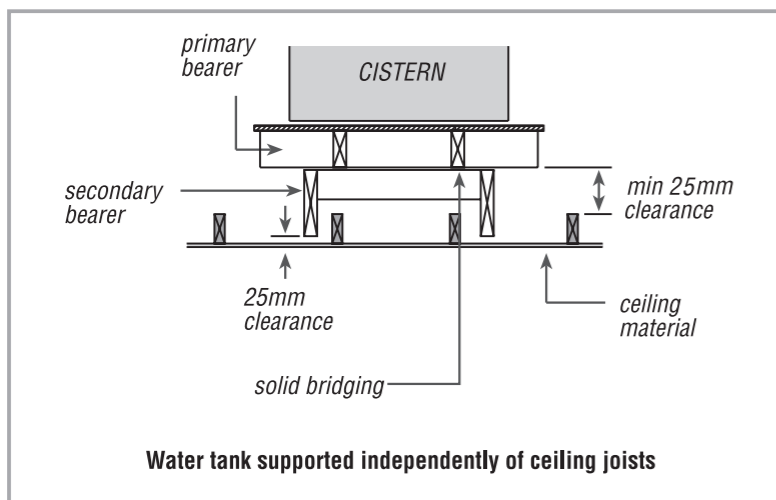 primary
bearer
CISTERN
secondary
bearer
min 25mm
clearance
25mm
clearance
ceiling
material
solid bridging
Water tank supported independently of ceiling joists